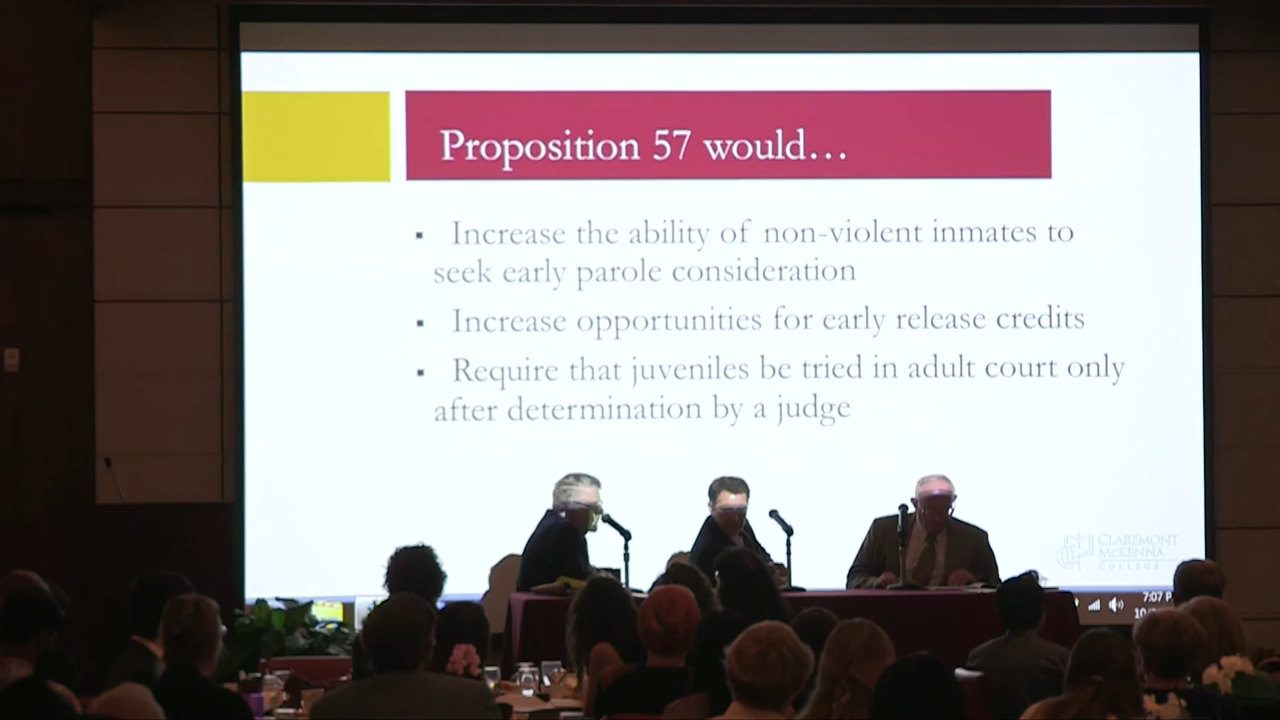 Proposition 57 would…
▪ Increase the ability of non-violent inmates to
seek early parole consideration
▪ Increase opportunities for early release credits
▪ Require that juveniles be tried in adult court only
after determination by a judge
CLAREMONT
MCKENNA
COLLEGE
7:07 P